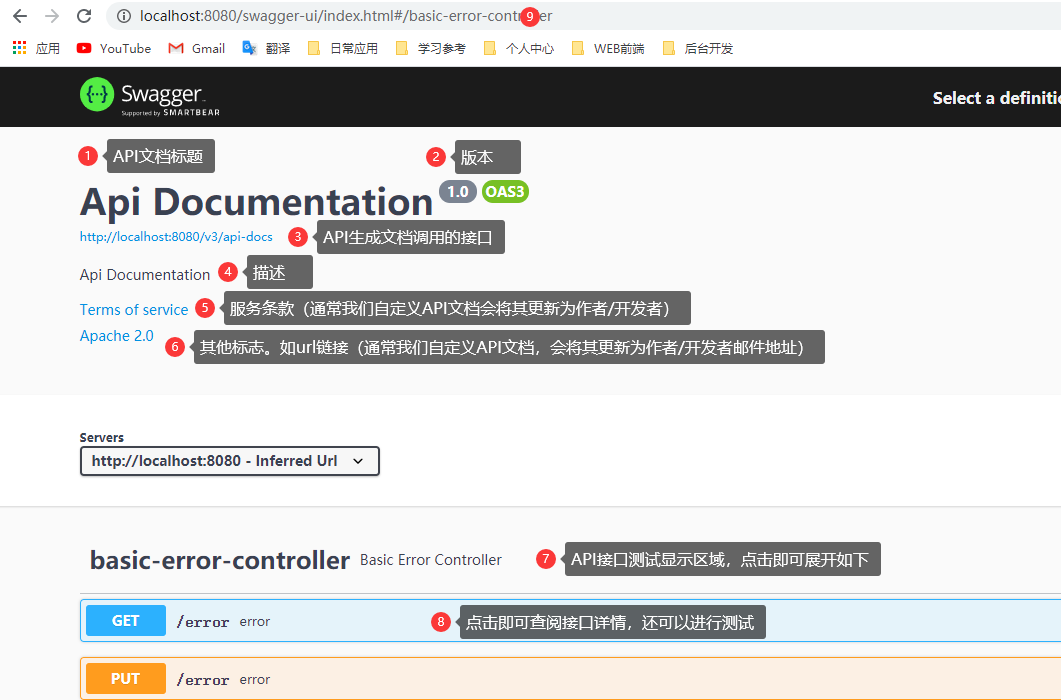 localhost:8080/swagger-ui/index.html#/basic-error-contr 9 er
应用 YouTube Gmail 翻译 日常应用 学习参考 个人中心 WEB前端 后台开发
Swagger Select a definiti
Supported by SMARTBEAR
1 API文档标题 2 版本
Api Documentation 1.0 OAS3
http://localhost:8080/v3/api-docs 3 API生成文档调用的接口
Api Documentation 4 描述
Terms of service 5 服务条款（通常我们自定义API文档会将其更新为作者/开发者）
Apache 2.0 6 其他标志。如url链接（通常我们自定义API文档，会将其更新为作者/开发者邮件地址）
Servers
http://localhost:8080 - Inferred Url
basic-error-controller Basic Error Controller 7 API接口测试显示区域，点击即可展开如下
GET /error error 8 点击即可查阅接口详情，还可以进行测试
PUT /error error